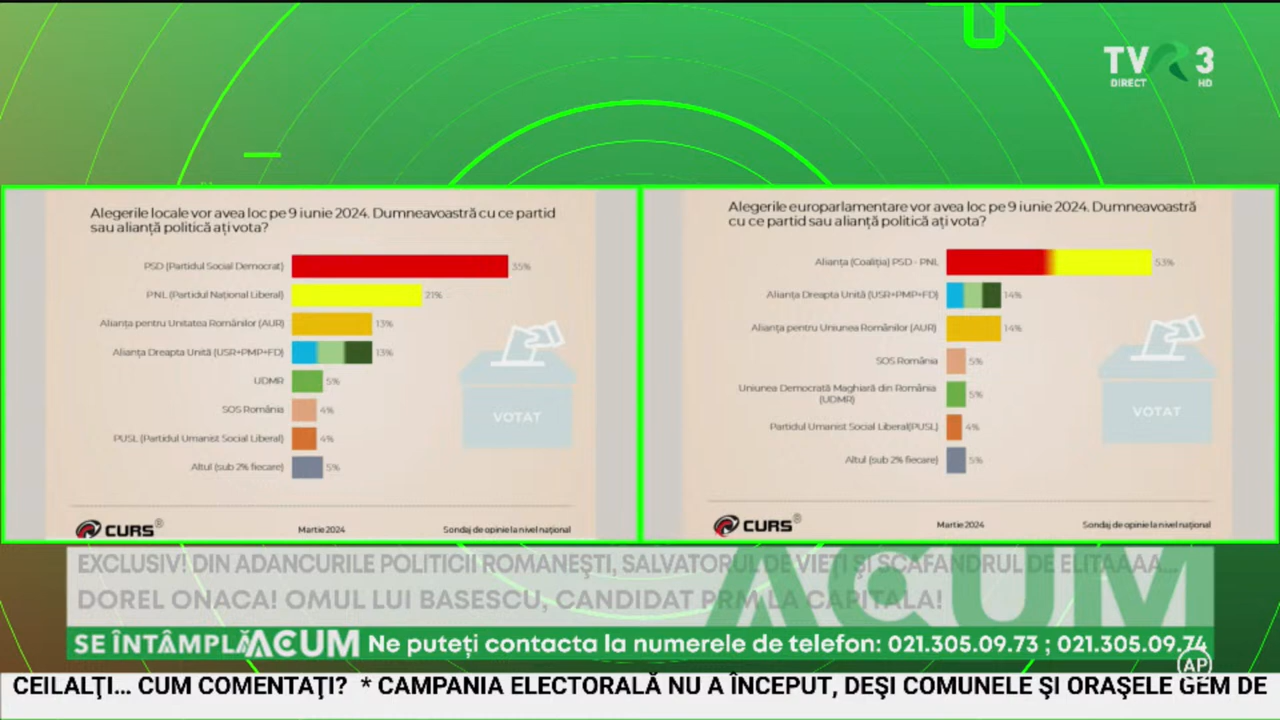 TVR 3
DIRECT HD
Alegerile locale vor avea loc pe 9 iunie 2024. Dumneavoastră cu ce partid
sau alianță politică ați vota?
PSD (Partidul Social Democrat) 35%
PNL (Partidul Național Liberal) 21%
Alianța pentru Unitatea Românilor (AUR) 13%
Alianța Dreapta Unită (USR+PMP+FD) 13%
UDMR 5%
SOS România 4%
PUSL (Partidul Umanist Social Liberal) 4%
Altul (sub 2% fiecare) 5%
VOTAT
CURS®
Martie 2024
Sondaj de opinie la nivel național
Alegerile europarlamentare vor avea loc pe 9 iunie 2024. Dumneavoastră
cu ce partid sau alianță politică ați vota?
Alianța (Coaliția) PSD - PNL 53%
Alianța Dreapta Unită (USR+PMP+FD) 14%
Alianța pentru Uniunea Românilor (AUR) 14%
SOS România 5%
Uniunea Democrată Maghiară din România
(UDMR) 5%
Partidul Umanist Social Liberal(PUSL) 4%
Altul (sub 2% fiecare) 5%
VOTAT
CURS®
Martie 2024
Sondaj de opinie la nivel național
EXCLUSIV! DIN ADANCURILE POLITICII ROMANEȘTI, SALVATORUL DE VIEȚI ȘI SCAFANDRUL DE ELITAAAA...
DOREL ONACA! OMUL LUI BASESCU, CANDIDAT PRM LA CAPITALA!
ACUM
SE ÎNTÂMPLĂ ACUM Ne puteți contacta la numerele de telefon: 021.305.09.73 ; 021.305.09.74
AP
CEILALŢI... CUM COMENTAŢI? * CAMPANIA ELECTORALĂ NU A ÎNCEPUT, DEŞI COMUNELE ŞI ORAŞELE GEM DE